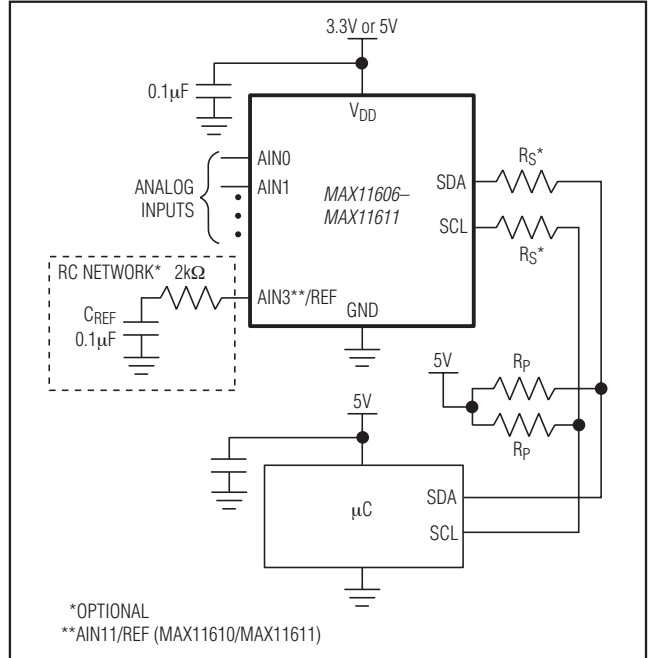 3.3V or 5V
0.1μF
VDD
AIN0
ANALOG
INPUTS
AIN1
MAX11606–
MAX11611
SDA
RS*
SCL
RS*
RC NETWORK* 2kΩ
AIN3**/REF
CREF
0.1μF
GND
5V
RP
RP
5V
μC
SDA
SCL
*OPTIONAL
**AIN11/REF (MAX11610/MAX11611)